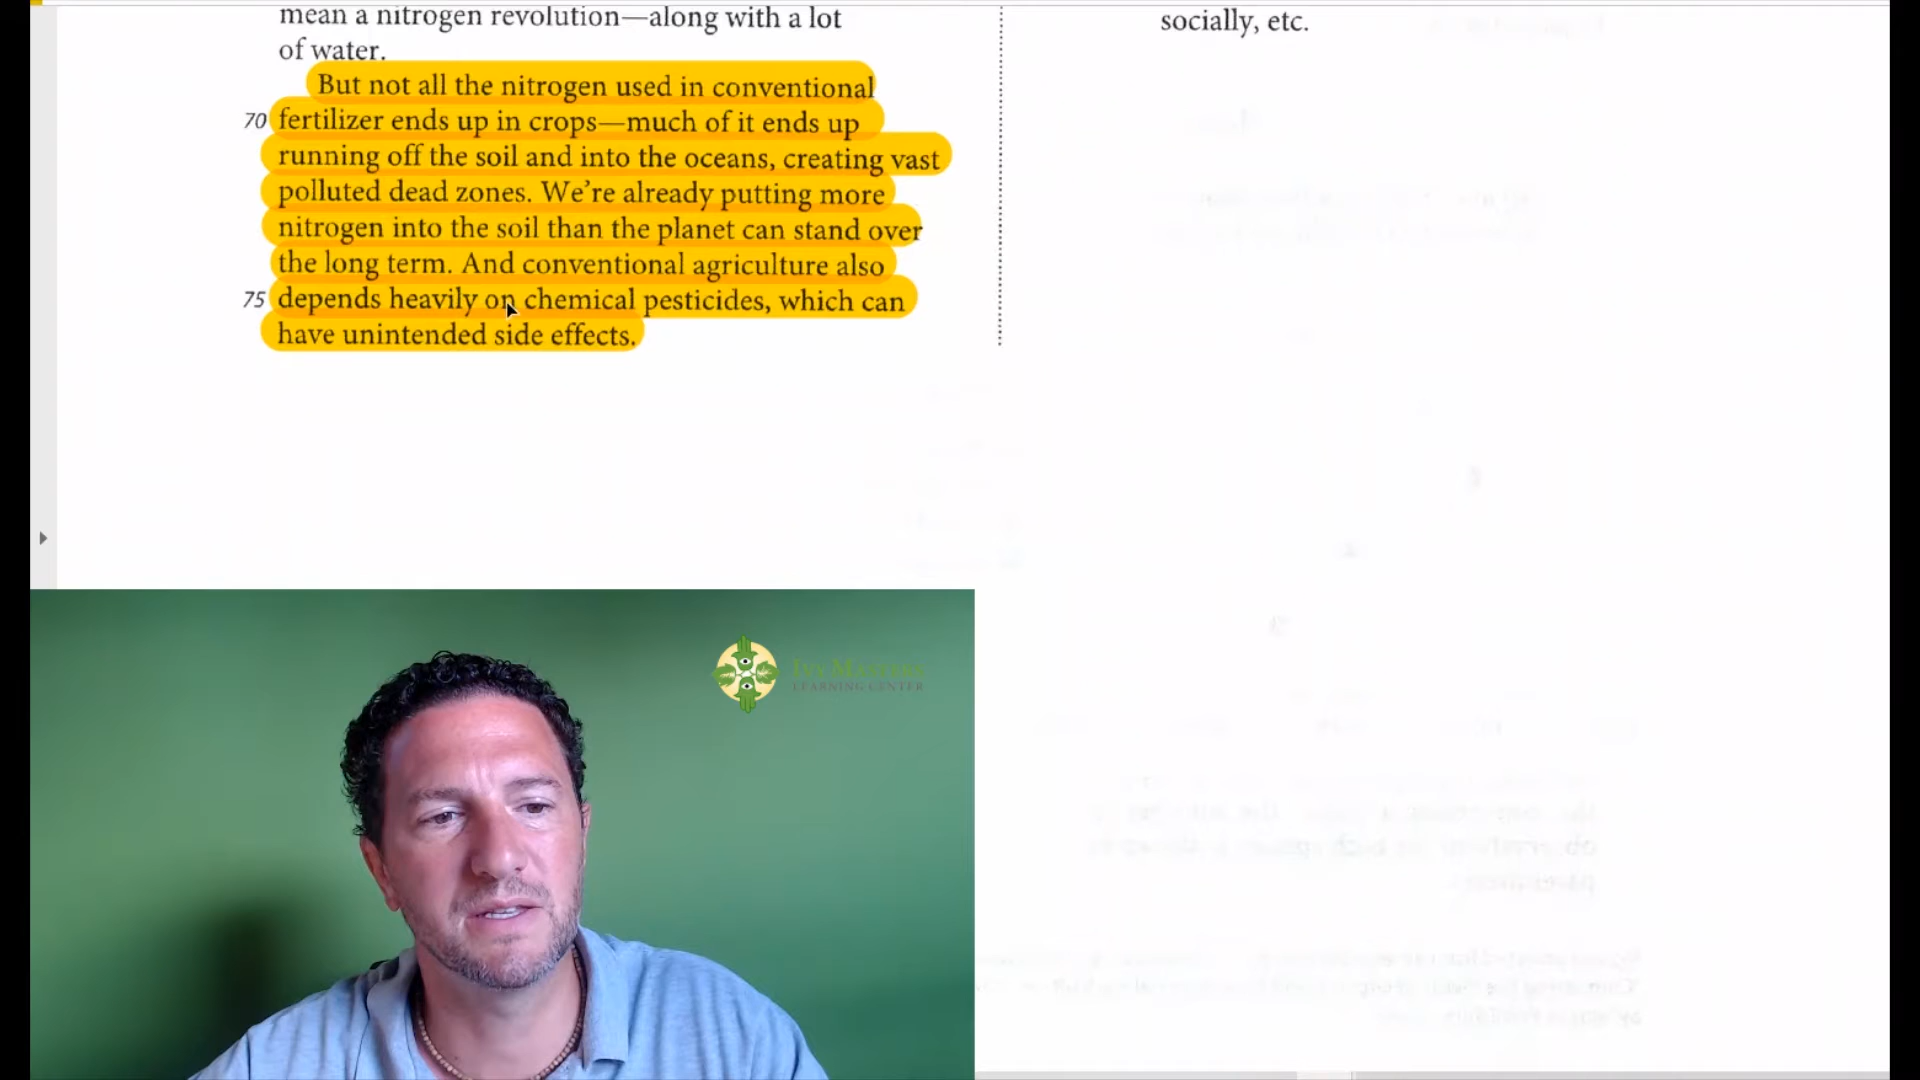 mean a nitrogen revolution—along with a lot
of water.
But not all the nitrogen used in conventional
70 fertilizer ends up in crops—much of it ends up
running off the soil and into the oceans, creating vast
polluted dead zones. We're already putting more
nitrogen into the soil than the planet can stand over
the long term. And conventional agriculture also
75 depends heavily on chemical pesticides, which can
have unintended side effects.
socially, etc.
IVY MASTERS
LEARNING CENTER